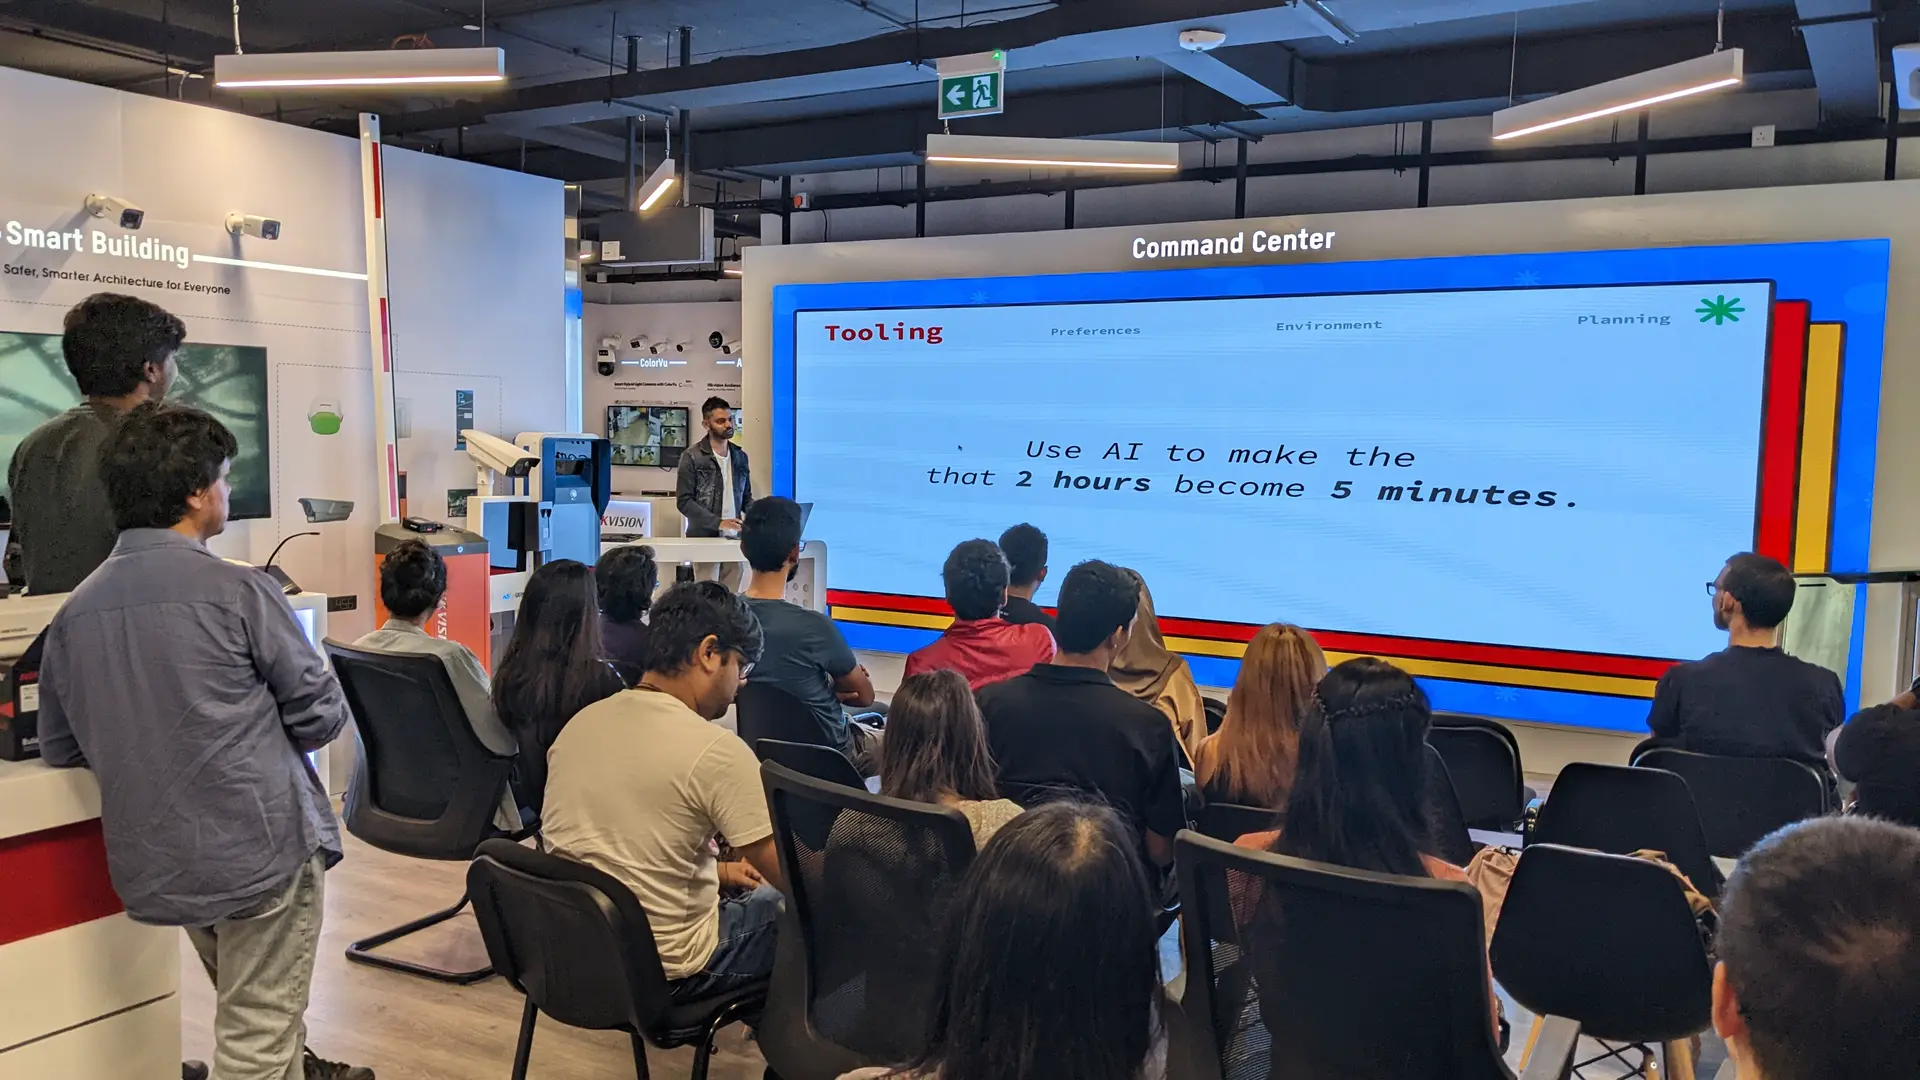 Smart Building
Safer, Smarter Architecture for Everyone
Command Center
Tooling
Preferences
Environment
Planning
Use AI to make the
that 2 hours become 5 minutes.
ColorVu
KVISION